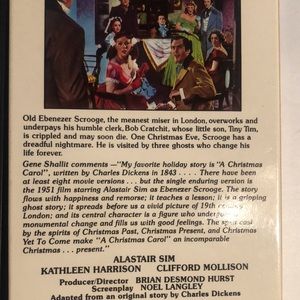 Old Ebenezer Scrooge, the meanest miser in London, overworks and
underpays his humble clerk, Bob Cratchit, whose little son, Tiny Tim,
is crippled and may soon die. One Christmas Eve, Scrooge has a
dreadful nightmare. He is visited by three ghosts who change his
life forever.
Gene Shallit comments —"My favorite holiday story is "A Christmas
Carol", written by Charles Dickens in 1843 . . . . There have been
at least eight movie versions . . . but the single enduring version is
the 1951 film starring Alastair Sim as Ebenezer Scrooge. The story
flows with happiness and remorse; it teaches a lesson; it is a gripping
ghost story; it spreads before us a vivid picture of 19th century
London; and its central character is a figure who undergoes
monumental change and fills us with good feelings. The
cast by the spirits of Christmas Past, Christmas Present, and Christmas
Yet To Come make "A Christmas Carol" an incomparable
Christmas . . . present."
ALASTAIR SIM
KATHLEEN HARRISON CLIFFORD MOLLISON
Producer/Director BRIAN DESMOND HURST
Screenplay NOEL LANGLEY
Adapted from an original story by Charles Dickens